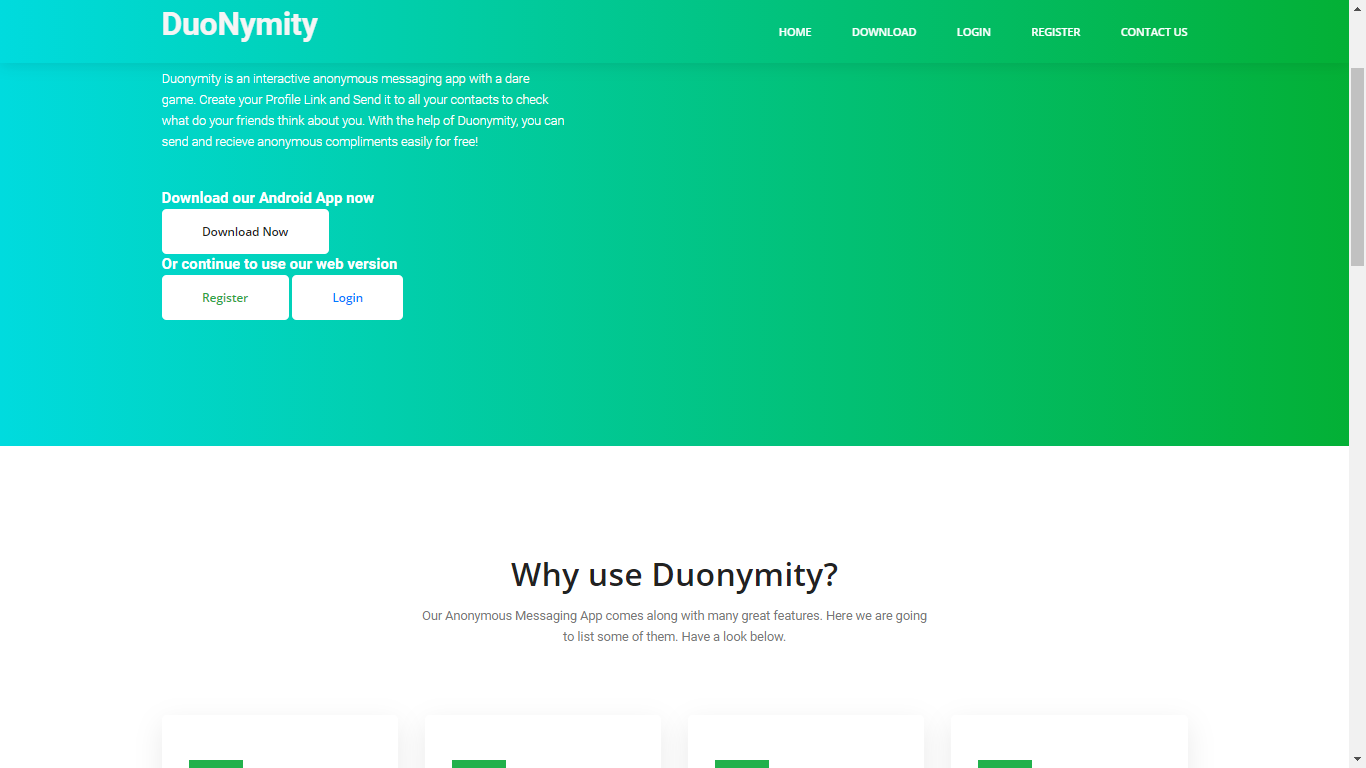 DuoNymity
HOME DOWNLOAD LOGIN REGISTER CONTACT US
Duonymity is an interactive anonymous messaging app with a dare
game. Create your Profile Link and Send it to all your contacts to check
what do your friends think about you. With the help of Duonymity, you can
send and recieve anonymous compliments easily for free!
Download our Android App now
Download Now
Or continue to use our web version
Register Login
Why use Duonymity?
Our Anonymous Messaging App comes along with many great features. Here we are going
to list some of them. Have a look below.